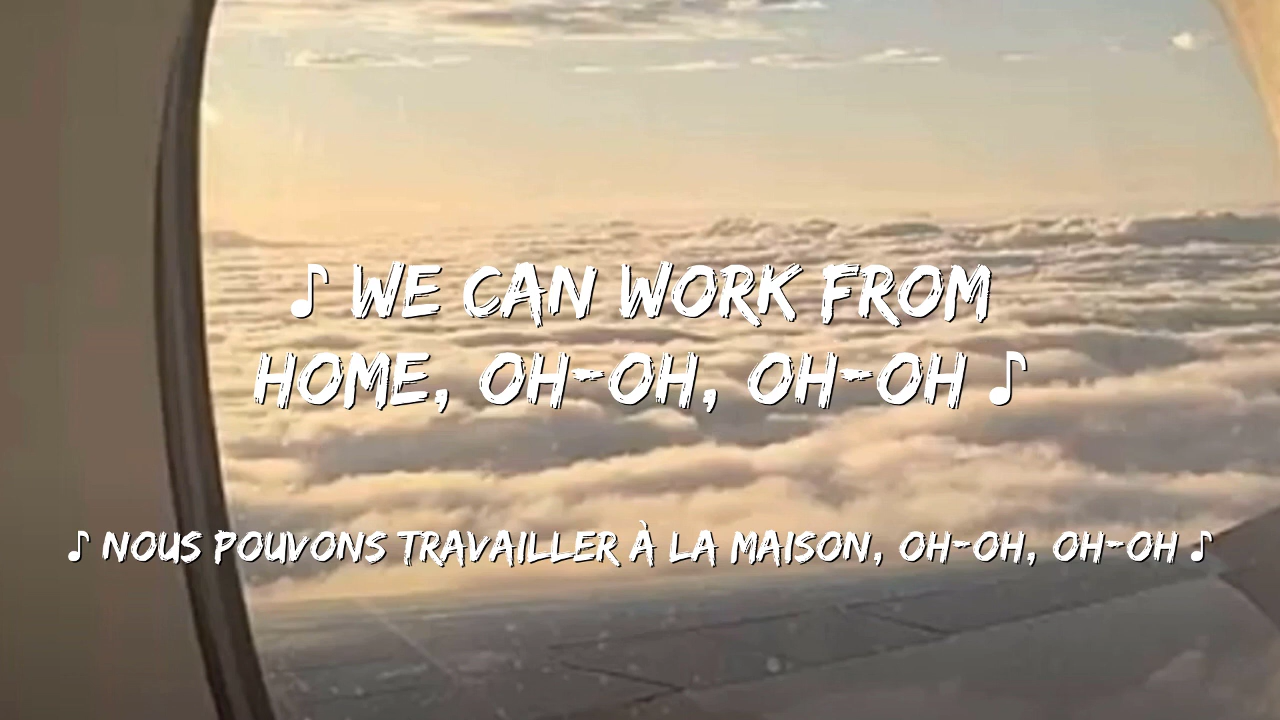 ♪ WE CAN WORK FROM
HOME, OH-OH, OH-OH ♪
♪ NOUS POUVONS TRAVAILLER À LA MAISON, OH-OH, OH-OH ♪